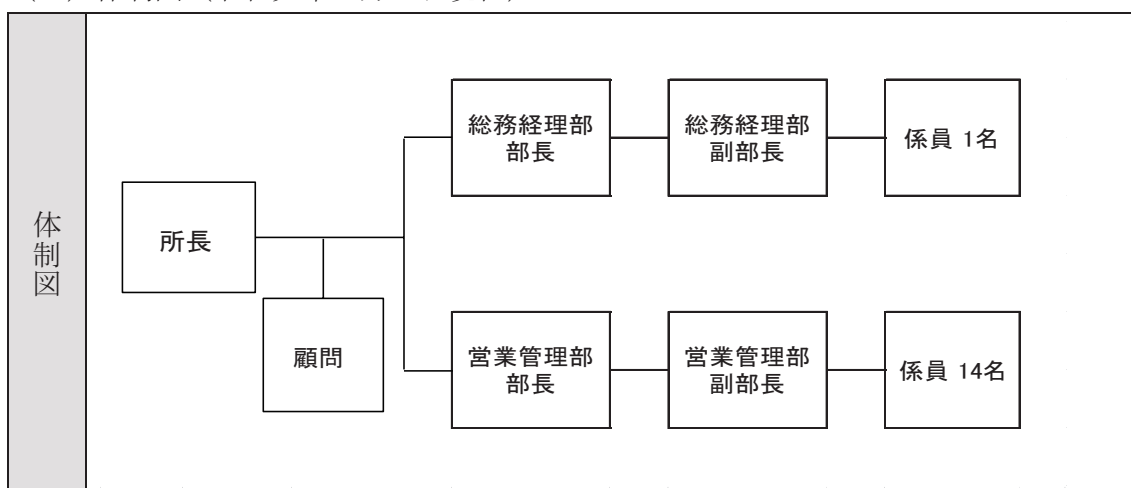 体制図
総務経理部
部長
総務経理部
副部長
係員 1名
所長
顧問
営業管理部
部長
営業管理部
副部長
係員 14名